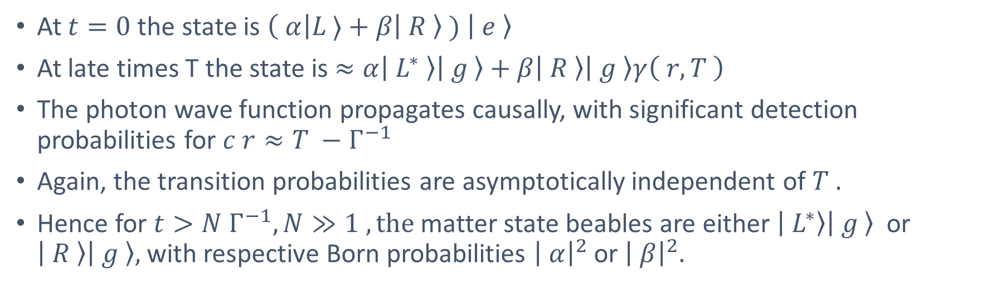 • At t = 0 the state is ( α|L ⟩ + β| R ⟩ ) | e ⟩
• At late times T the state is ≈ α| L* ⟩| g ⟩ + β| R ⟩| g ⟩γ( r, T )
• The photon wave function propagates causally, with significant detection
probabilities for c r ≈ T − Γ⁻¹
• Again, the transition probabilities are asymptotically independent of T .
• Hence for t > N Γ⁻¹, N ≫ 1 , the matter state beables are either | L*⟩| g ⟩ or
| R ⟩| g ⟩, with respective Born probabilities | α|² or | β|².